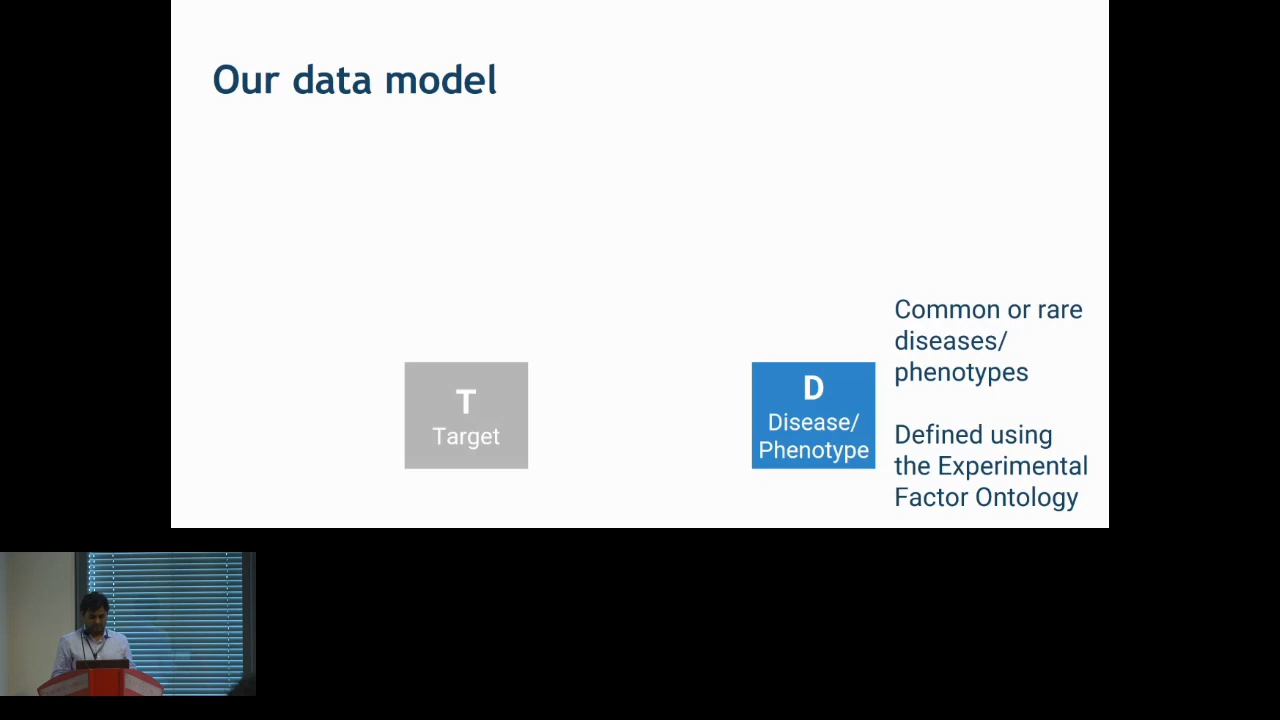 Our data model
T
Target
D
Disease/
Phenotype
Common or rare
diseases/
phenotypes
Defined using
the Experimental
Factor Ontology